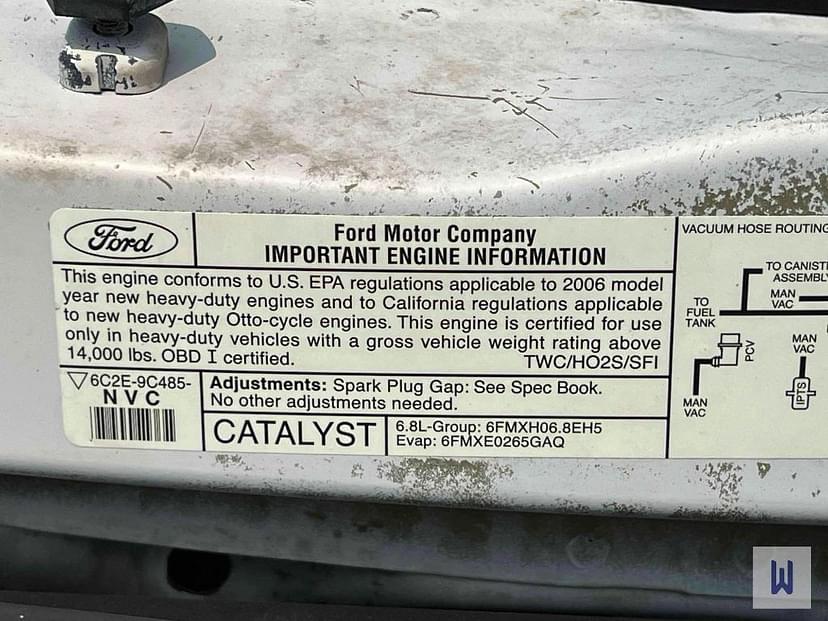 Ford
Ford Motor Company
IMPORTANT ENGINE INFORMATION
This engine conforms to U.S. EPA regulations applicable to 2006 model
year new heavy-duty engines and to California regulations applicable
to new heavy-duty Otto-cycle engines. This engine is certified for use
only in heavy-duty vehicles with a gross vehicle weight rating above
14,000 lbs. OBD I certified.
TWC/HO2S/SFI
6C2E-9C485-
NVC
Adjustments: Spark Plug Gap: See Spec Book.
No other adjustments needed.
CATALYST
6.8L-Group: 6FMXH06.8EH5
Evap: 6FMXE0265GAQ
VACUUM HOSE ROUTING
TO CANIST
ASSEMBLY
MAN
VAC
TO
FUEL
TANK
PCV
MAN
VAC
MAN
VAC
IPTS
W